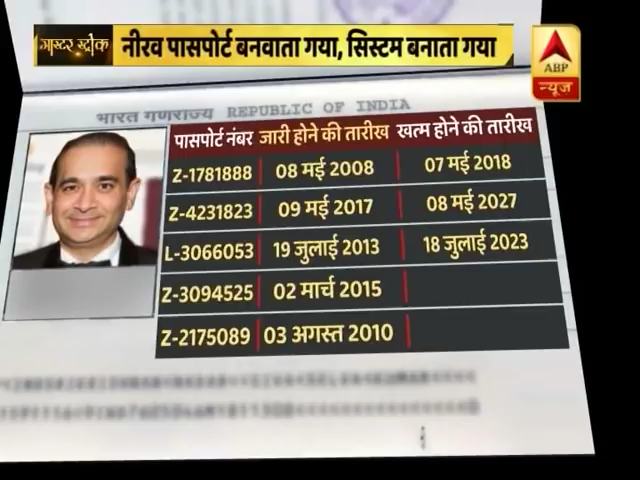 मास्टर स्ट्रोक
नीरव पासपोर्ट बनवाता गया, सिस्टम बनाता गया
ABP
न्यूज़
भारत गणराज्य REPUBLIC OF INDIA
पासपोर्ट नंबर जारी होने की तारीख खत्म होने की तारीख
Z-1781888 08 मई 2008 07 मई 2018
Z-4231823 09 मई 2017 08 मई 2027
L-3066053 19 जुलाई 2013 18 जुलाई 2023
Z-3094525 02 मार्च 2015
Z-2175089 03 अगस्त 2010